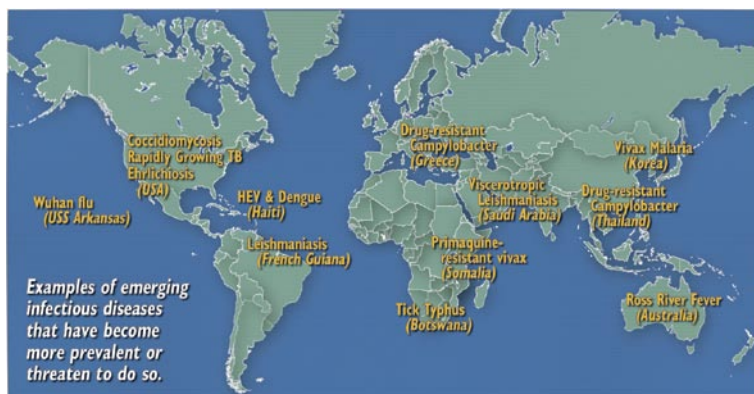 Coccidiomycosis
Rapidly Growing TB
Ehrlichiosis
(USA)
Drug-resistant
Campylobacter
(Greece)
Vivax Malaria
(Korea)
Wuhan flu
(USS Arkansas)
HEV & Dengue
(Haiti)
Viscerotropic
Leishmaniasis
(Saudi Arabia)
Drug-resistant
Campylobacter
(Thailand)
Leishmaniasis
(French Guiana)
Primaquine-
resistant vivax
(Somalia)
Tick Typhus
(Botswana)
Ross River Fever
(Australia)
Examples of emerging
infectious diseases
that have become
more prevalent or
threaten to do so.